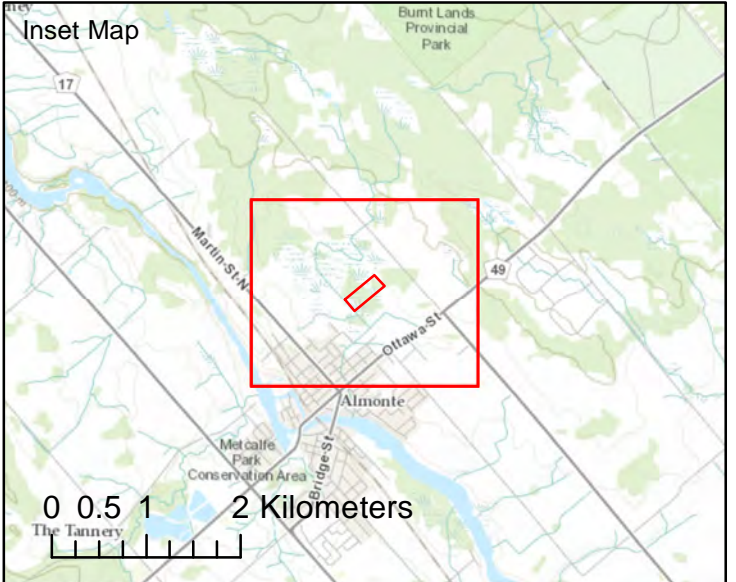 Burnt Lands
Provincial
Park
Inset Map
17
Martin-St-N
49
Ottawa-St
Almonte
Metcalfe
Park
Conservation Area
Bridge-St
0 0.5 1 2 Kilometers
The Tannery